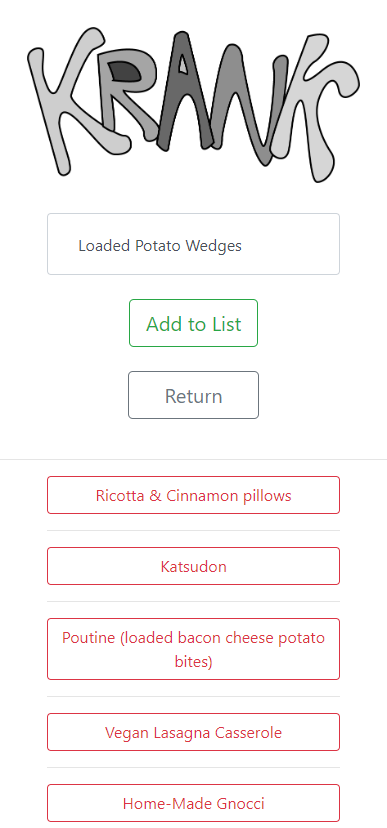 KRANK
Loaded Potato Wedges
Add to List
Return
Ricotta & Cinnamon pillows
Katsudon
Poutine (loaded bacon cheese potato
bites)
Vegan Lasagna Casserole
Home-Made Gnocci